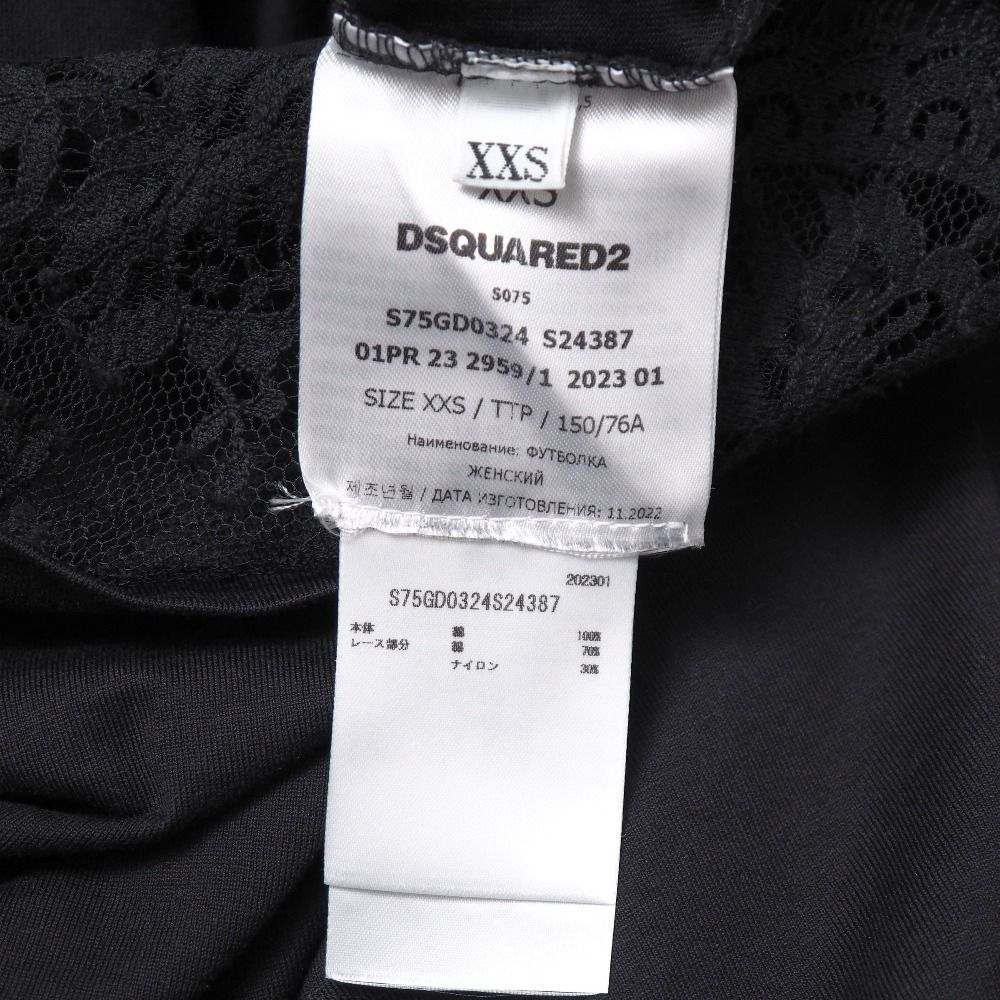 XXS
XXS
DSQUARED2
S075
S75GD0324 S24387
01PR 23 2959/1 2023 01
SIZE XXS / TTP / 150/76A
Наименование: ФУТБОЛКА
ЖЕНСКИЙ
제조년월 / ДАТА ИЗГОТОВЛЕНИЯ: 11.2022
202301
S75GD0324S24387
本体 綿 100%
レース部分 綿 70%
ナイロン 30%